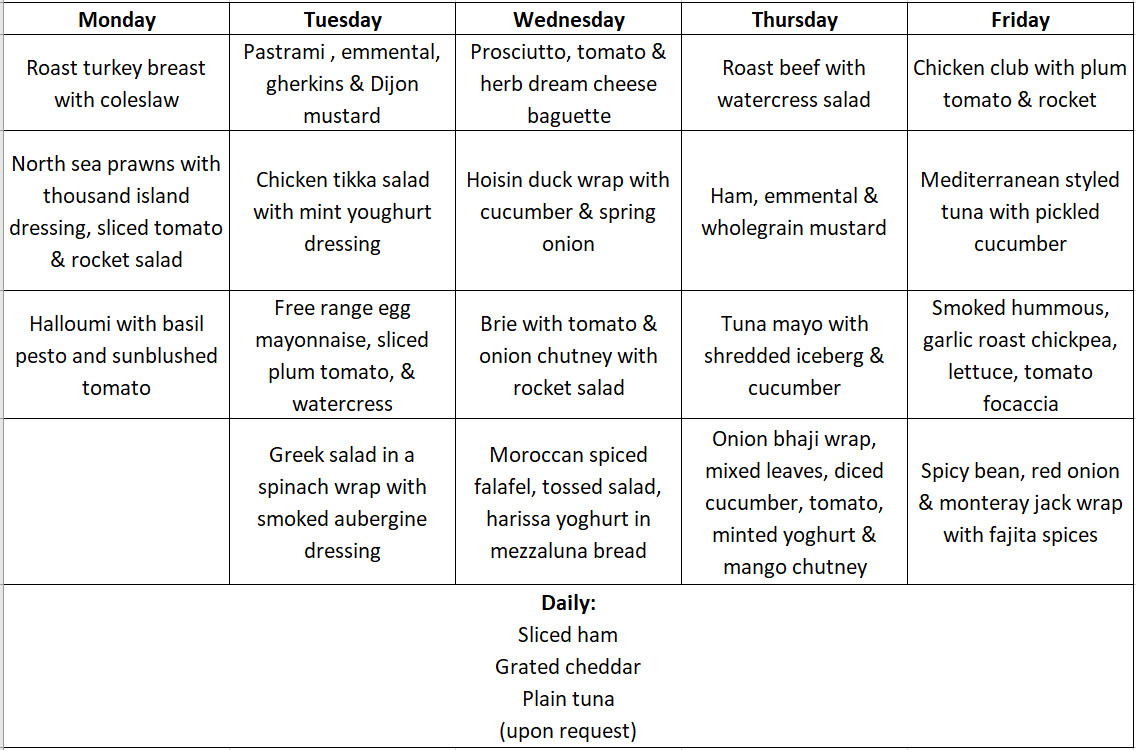 Monday
Tuesday
Wednesday
Thursday
Friday
Roast turkey breast
with coleslaw
Pastrami , emmental,
gherkins & Dijon
mustard
Prosciutto, tomato &
herb dream cheese
baguette
Roast beef with
watercress salad
Chicken club with plum
tomato & rocket
North sea prawns with
thousand island
dressing, sliced tomato
& rocket salad
Chicken tikka salad
with mint youghurt
dressing
Hoisin duck wrap with
cucumber & spring
onion
Ham, emmental &
wholegrain mustard
Mediterranean styled
tuna with pickled
cucumber
Halloumi with basil
pesto and sunblushed
tomato
Free range egg
mayonnaise, sliced
plum tomato, &
watercress
Brie with tomato &
onion chutney with
rocket salad
Tuna mayo with
shredded iceberg &
cucumber
Smoked hummous,
garlic roast chickpea,
lettuce, tomato
focaccia
Greek salad in a
spinach wrap with
smoked aubergine
dressing
Moroccan spiced
falafel, tossed salad,
harissa yoghurt in
mezzaluna bread
Onion bhaji wrap,
mixed leaves, diced
cucumber, tomato,
minted yoghurt &
mango chutney
Spicy bean, red onion
& monteray jack wrap
with fajita spices
Daily:
Sliced ham
Grated cheddar
Plain tuna
(upon request)